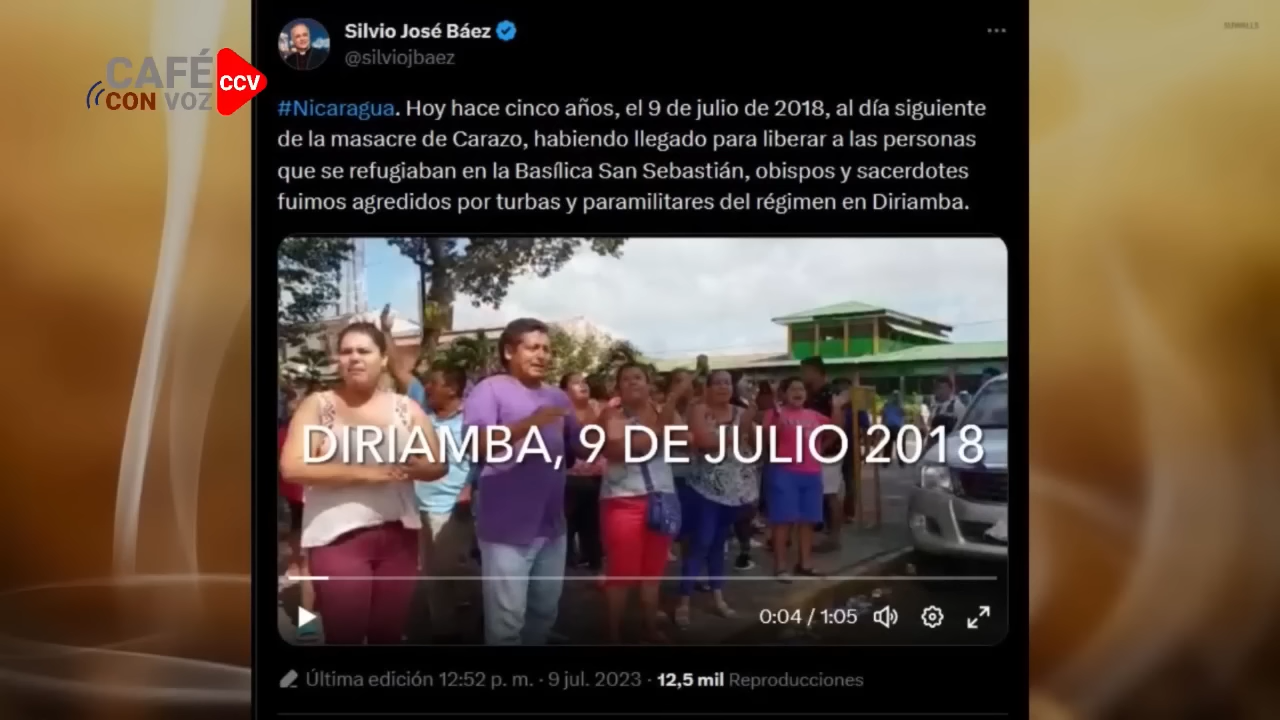 Silvio José Báez
@silviojbaez
CAFÉ
CON VOZ
CCV
#Nicaragua. Hoy hace cinco años, el 9 de julio de 2018, al día siguiente
de la masacre de Carazo, habiendo llegado para liberar a las personas
que se refugiaban en la Basílica San Sebastián, obispos y sacerdotes
fuimos agredidos por turbas y paramilitares del régimen en Diriamba.
DIRIAMBA, 9 DE JULIO 2018
0:04 / 1:05
Última edición 12:52 p. m. · 9 jul. 2023 · 12,5 mil Reproducciones